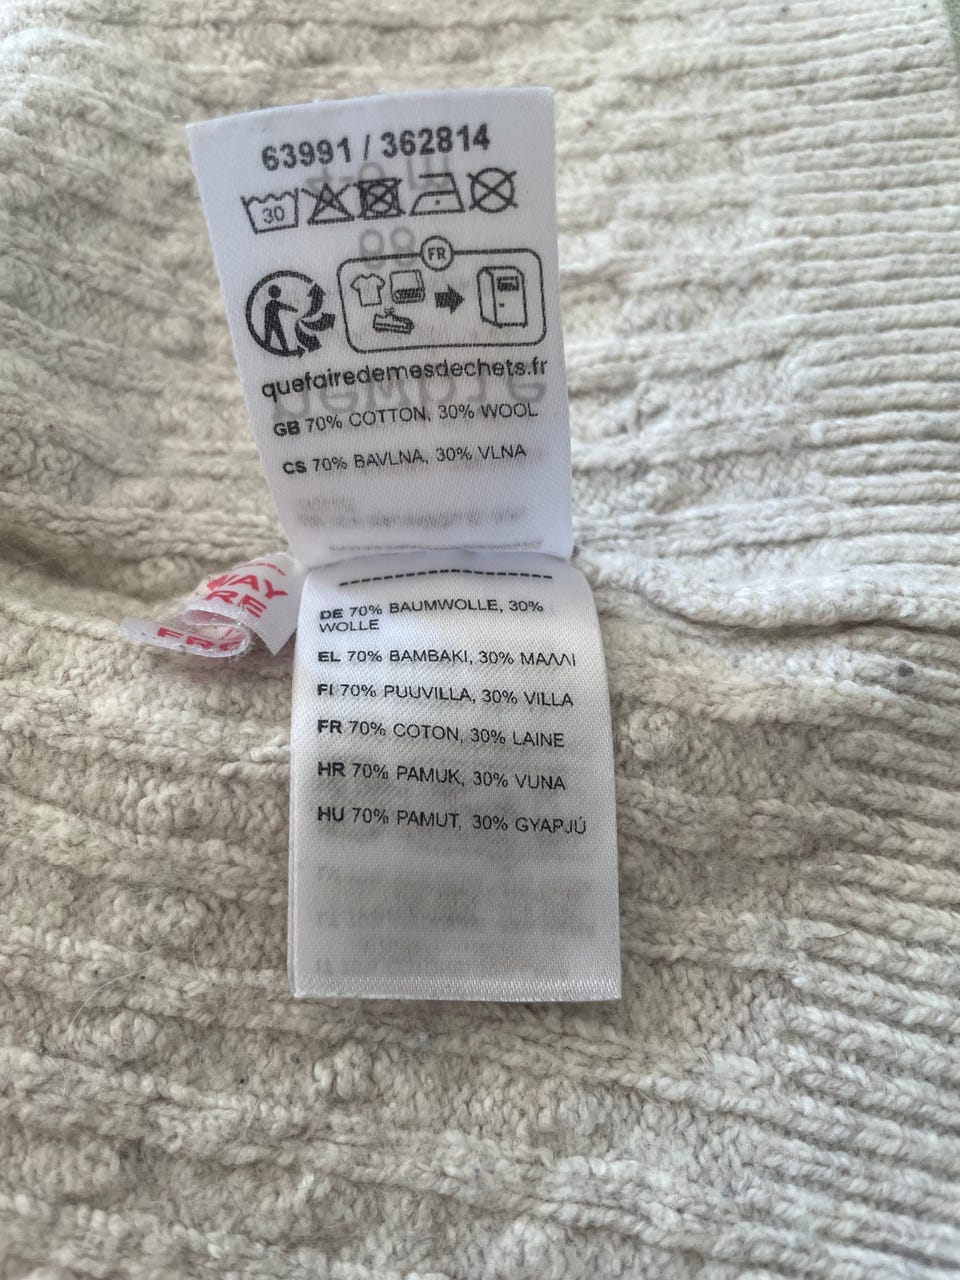 63991 / 362814
30
FR
quefairedemesdechets.fr
GB 70% COTTON, 30% WOOL
CS 70% BAVLNA, 30% VLNA
DE 70% BAUMWOLLE, 30%
WOLLE
EL 70% ΒΑΜΒΑΚΙ, 30% ΜΑΛΛΙ
FI 70% PUUVILLA, 30% VILLA
FR 70% COTON, 30% LAINE
HR 70% PAMUK, 30% VUNA
HU 70% PAMUT, 30% GYAPJÚ